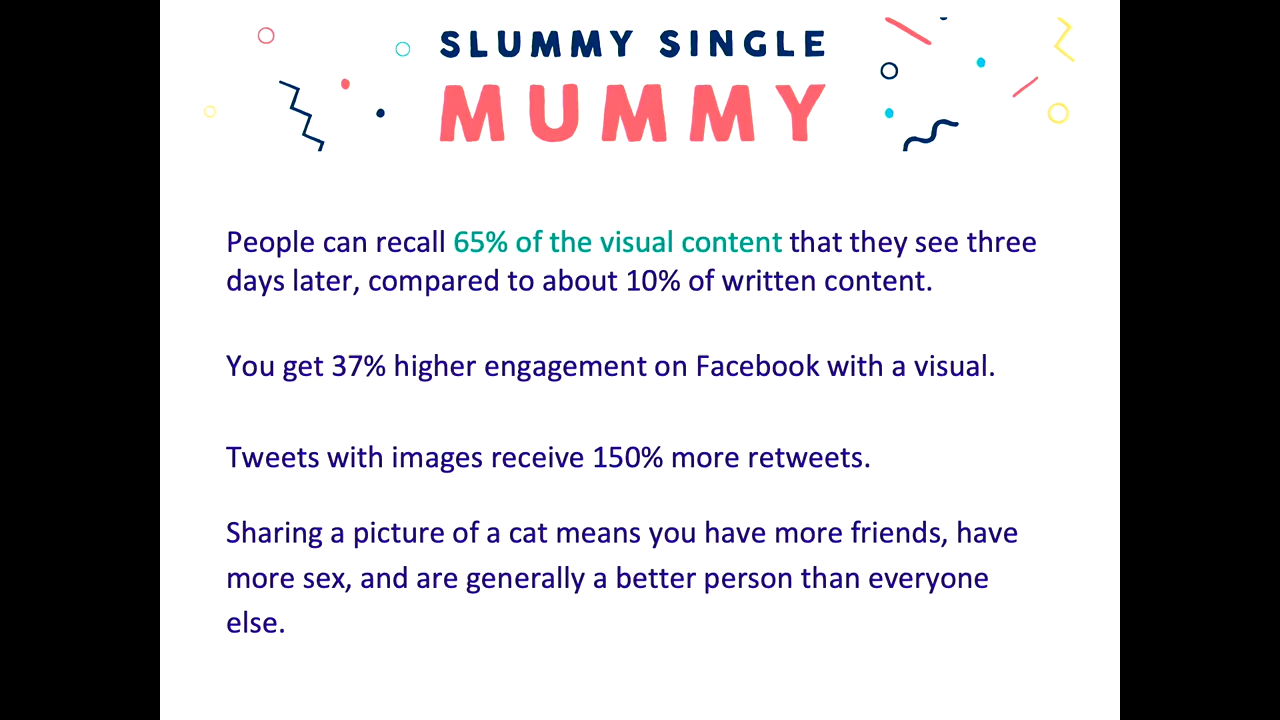 SLUMMY SINGLE
MUMMY
People can recall 65% of the visual content that they see three
days later, compared to about 10% of written content.
You get 37% higher engagement on Facebook with a visual.
Tweets with images receive 150% more retweets.
Sharing a picture of a cat means you have more friends, have
more sex, and are generally a better person than everyone
else.